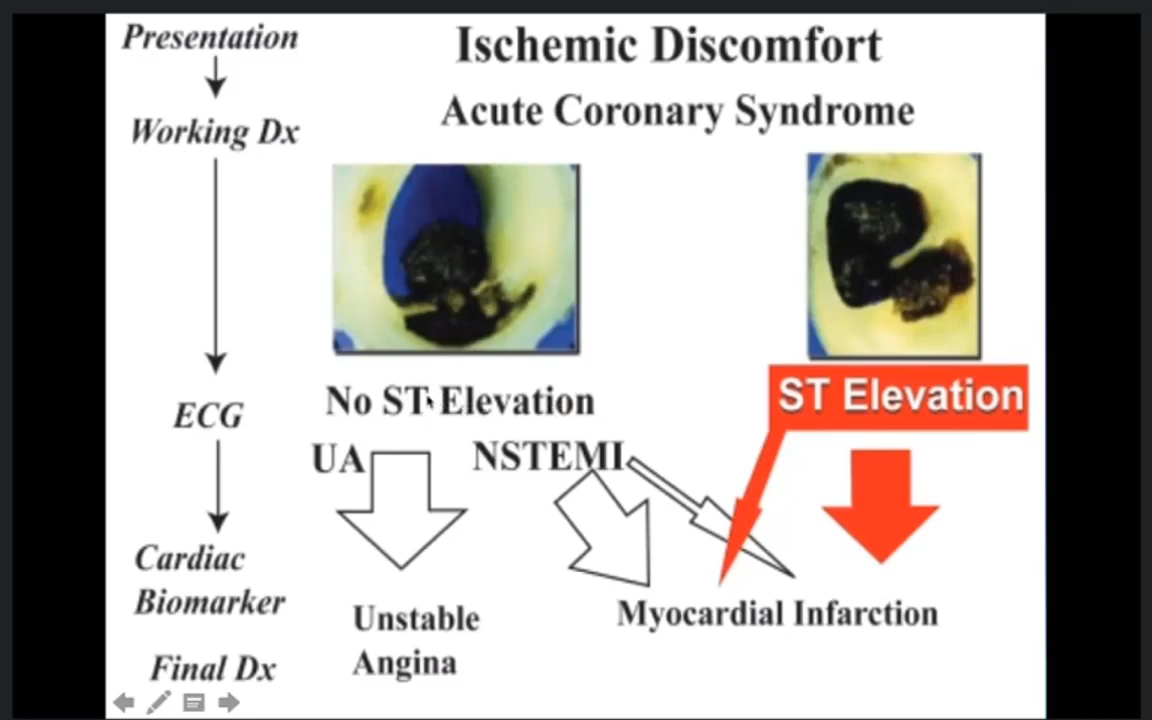 Presentation
Ischemic Discomfort
Working Dx
Acute Coronary Syndrome
ECG
No ST Elevation
ST Elevation
UA
NSTEMI
Cardiac
Biomarker
Unstable
Angina
Myocardial Infarction
Final Dx